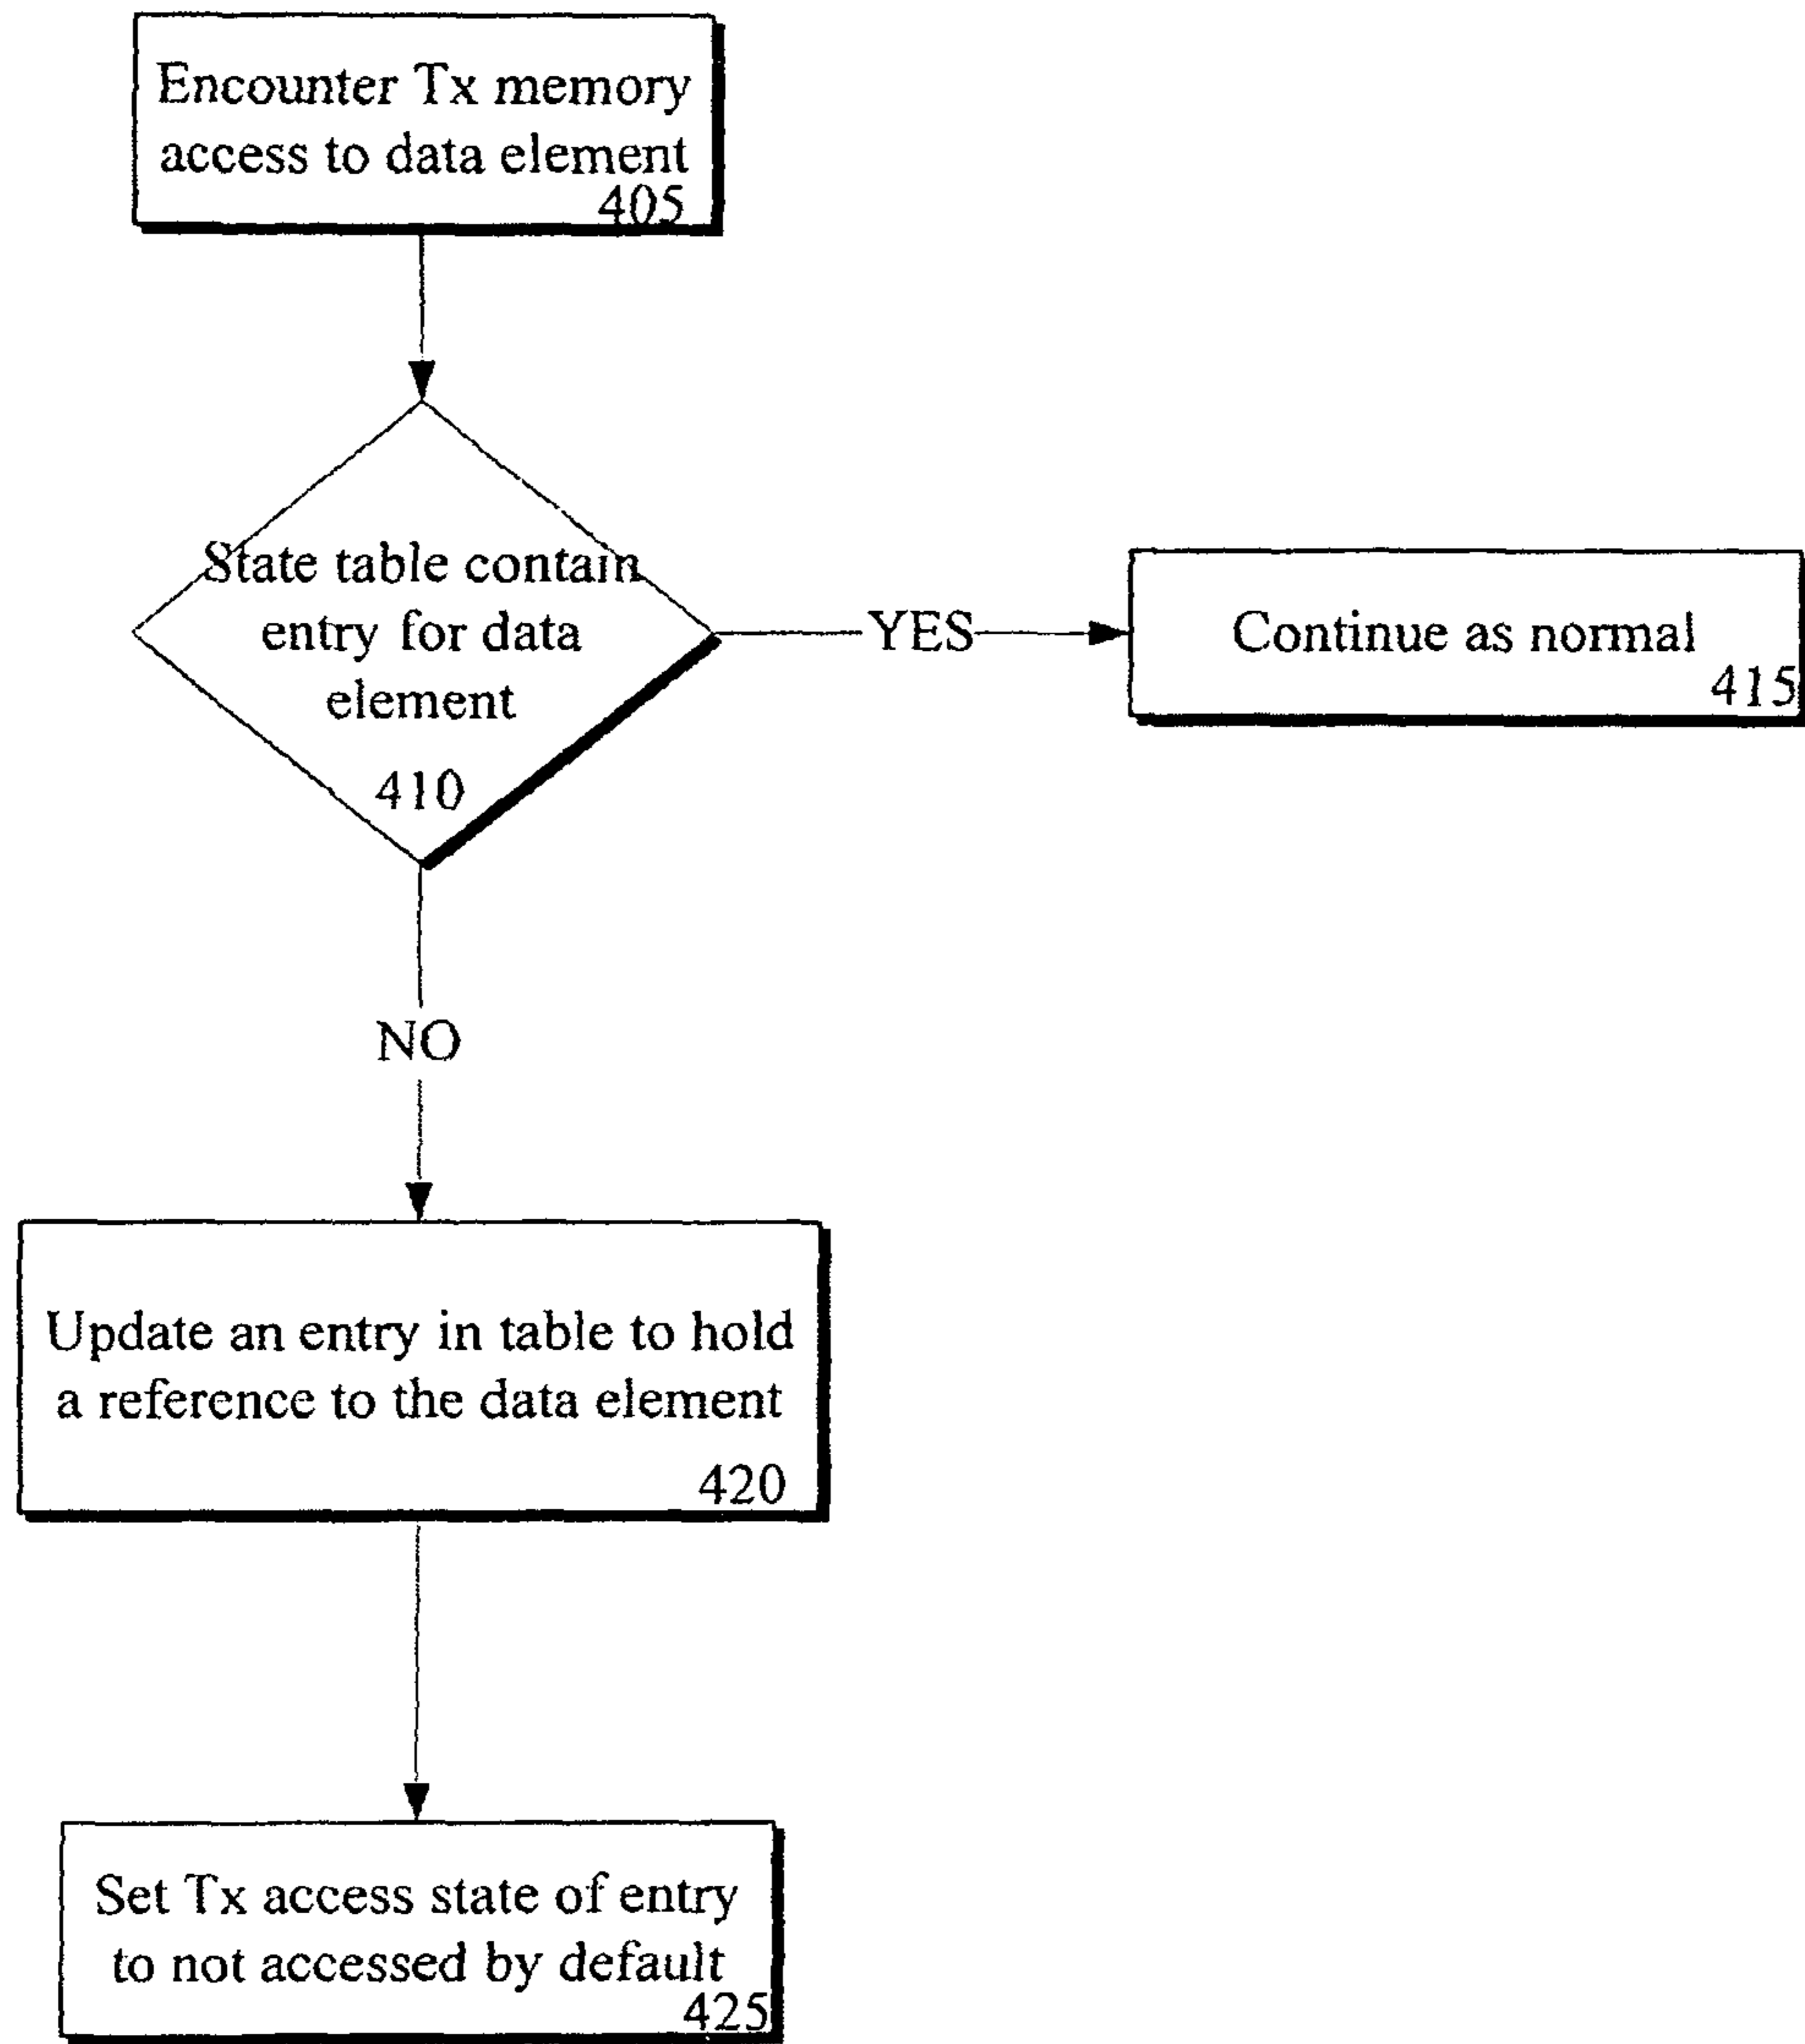 Encounter Tx memory
access to data element
405
State table contain
entry for data
element
410
YES
Continue as normal
415
NO
Update an entry in table to hold
a reference to the data element
420
Set Tx access state of entry
to not accessed by default
425